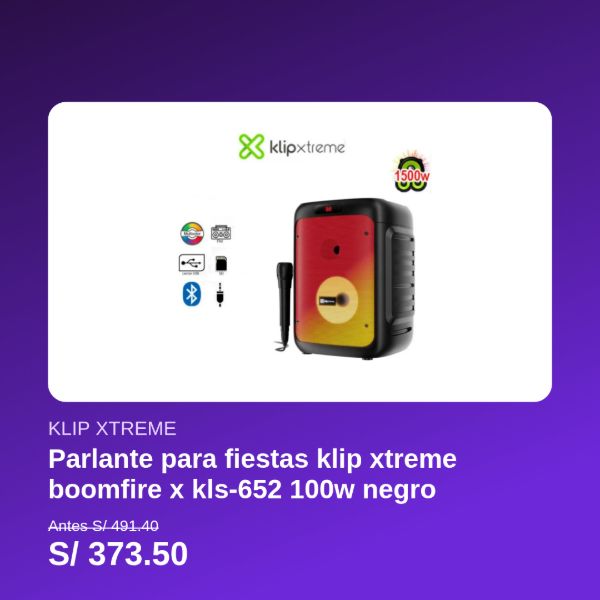 klipxtreme
1500w
KLIP XTREME
Parlante para fiestas klip xtreme
boomfire x kls-652 100w negro
Antes S/ 491.40
S/ 373.50